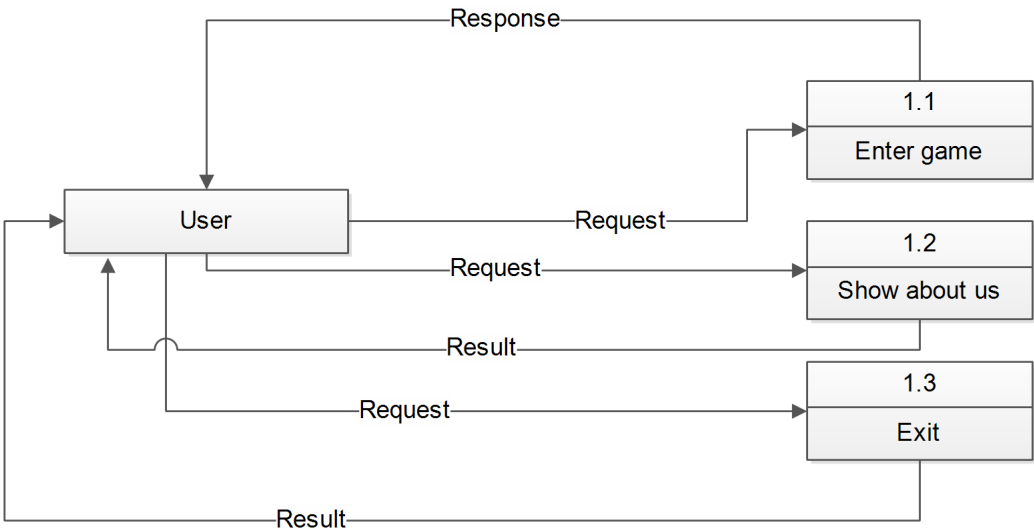 Response
1.1
Enter game
User
Request
1.2
Request
Show about us
Result
1.3
Request
Exit
Result